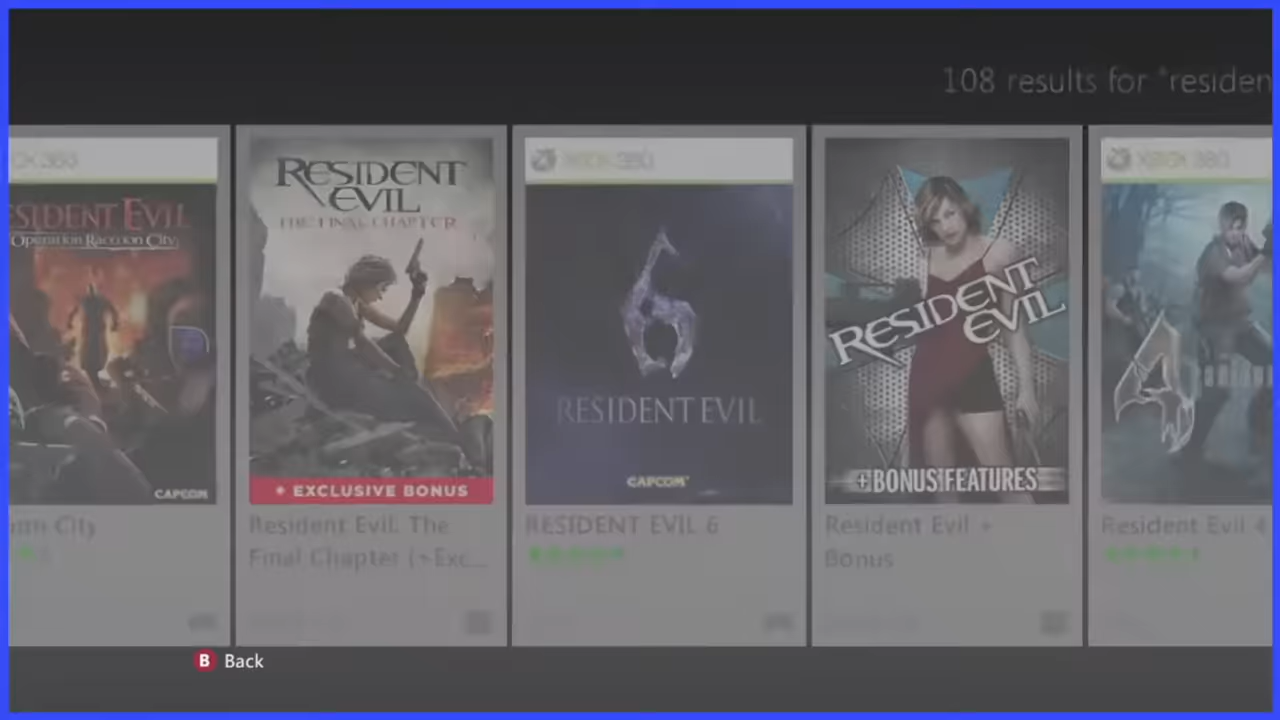 108 results for "residen
XBOX 360
RESIDENT EVIL
Operation Raccoon City
CAPCOM
City
RESIDENT
EVIL
THE FINAL CHAPTER
+ EXCLUSIVE BONUS
Resident Evil: The
Final Chapter (+Exc...
XBOX 360
6
RESIDENT EVIL
CAPCOM
RESIDENT EVIL 6
RESIDENT
EVIL
+BONUS FEATURES
Resident Evil +
Bonus
XBOX 360
4
Resident Evil 4
B Back